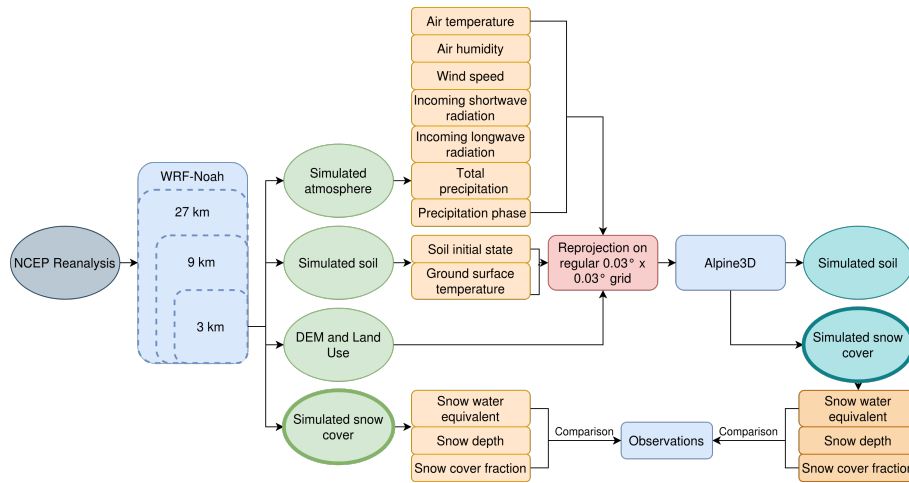 NCEP Reanalysis
WRF-Noah
27 km
9 km
3 km
Simulated
atmosphere
Simulated soil
DEM and Land
Use
Simulated snow
cover
Air temperature
Air humidity
Wind speed
Incoming shortwave
radiation
Incoming longwave
radiation
Total
precipitation
Precipitation phase
Soil initial state
Ground surface
temperature
Reprojection on
regular 0.03° x
0.03° grid
Alpine3D
Simulated soil
Simulated snow
cover
Snow water
equivalent
Snow depth
Snow cover fraction
Comparison
Observations
Comparison
Snow water
equivalent
Snow depth
Snow cover fraction